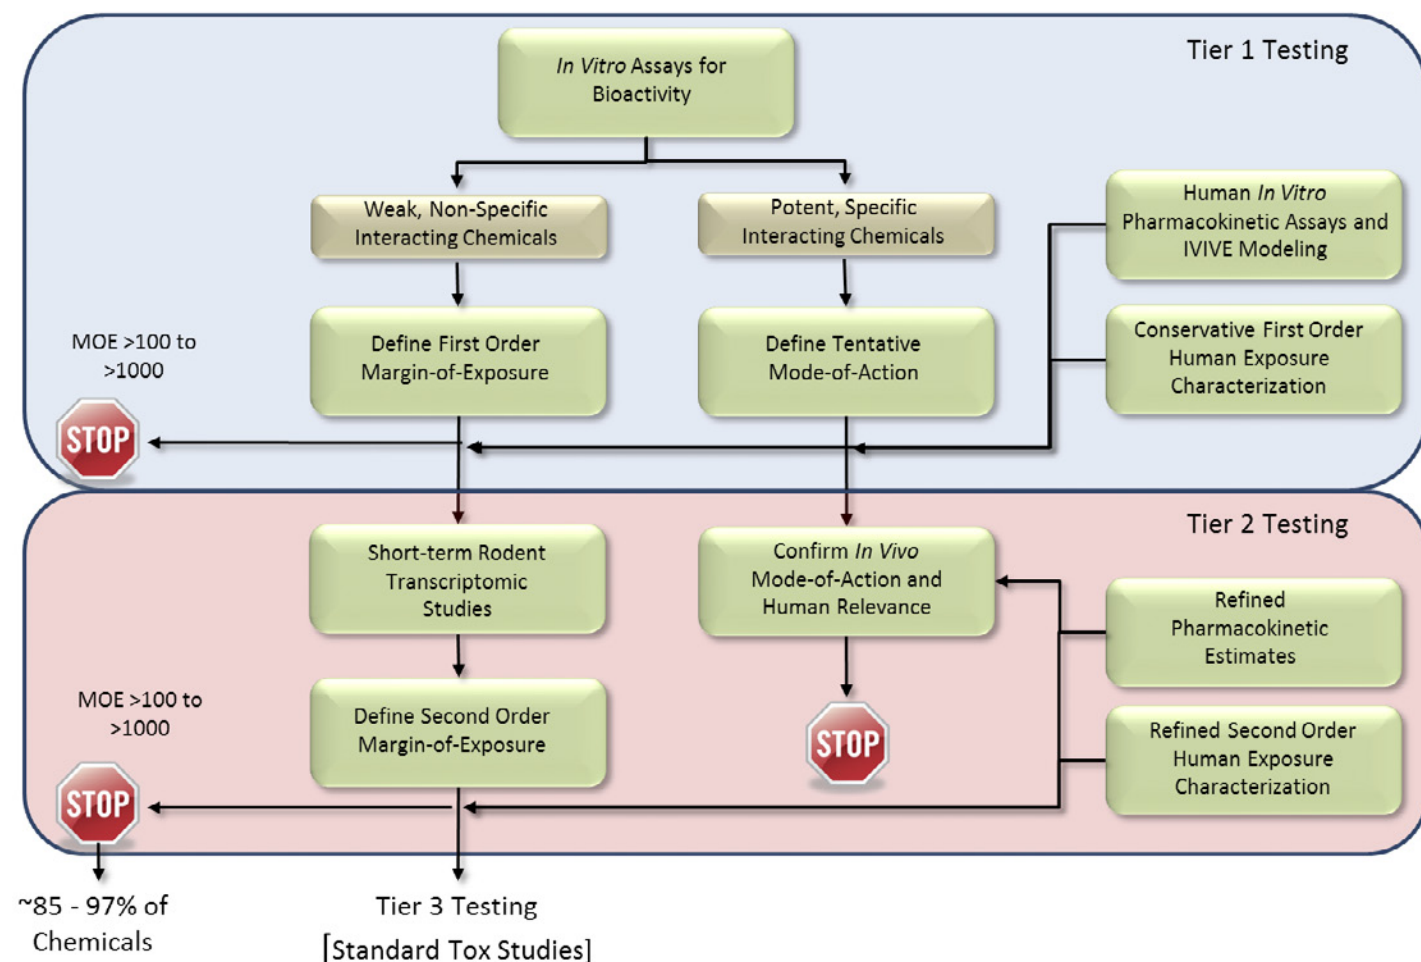 Tier 1 Testing
In Vitro Assays for
Bioactivity
Weak, Non-Specific
Interacting Chemicals
Potent, Specific
Interacting Chemicals
Human In Vitro
Pharmacokinetic Assays and
IVIVE Modeling
MOE >100 to
>1000
STOP
Define First Order
Margin-of-Exposure
Define Tentative
Mode-of-Action
Conservative First Order
Human Exposure
Characterization
Tier 2 Testing
Short-term Rodent
Transcriptomic
Studies
Confirm In Vivo
Mode-of-Action and
Human Relevance
Refined
Pharmacokinetic
Estimates
MOE >100 to
>1000
STOP
Define Second Order
Margin-of-Exposure
STOP
Refined Second Order
Human Exposure
Characterization
~85 - 97% of
Chemicals
Tier 3 Testing
[Standard Tox Studies]